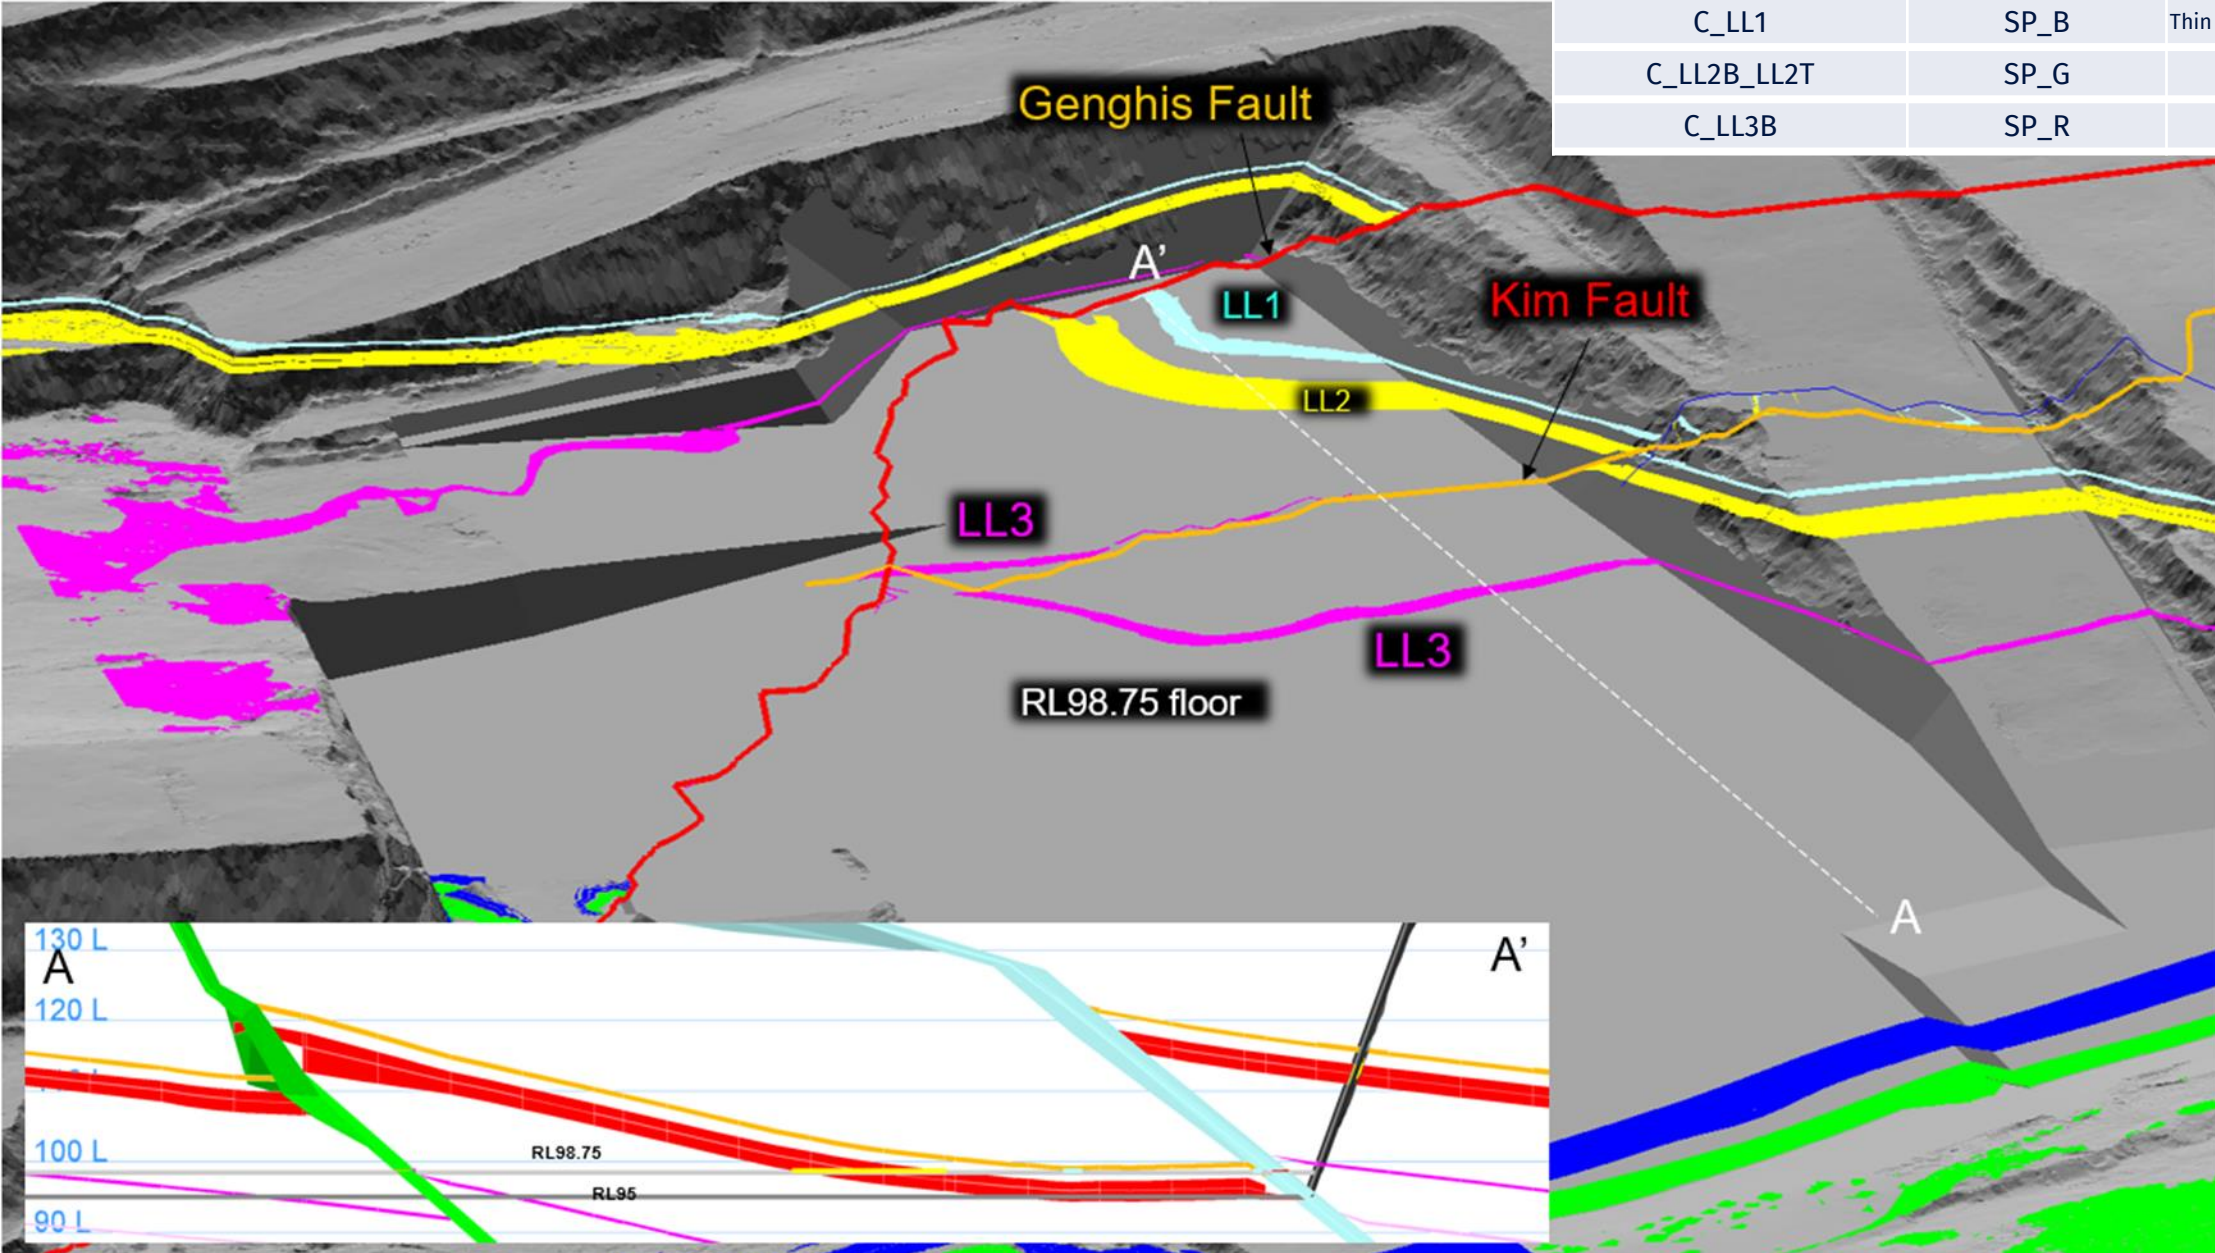 C_LL1 SP_B Thin
C_LL2B_LL2T SP_G
C_LL3B SP_R
Genghis Fault
A’
LL1
Kim Fault
LL2
LL3
LL3
RL98.75 floor
A
130 L
A
A’
120 L
100 L
RL98.75
RL95
90 L